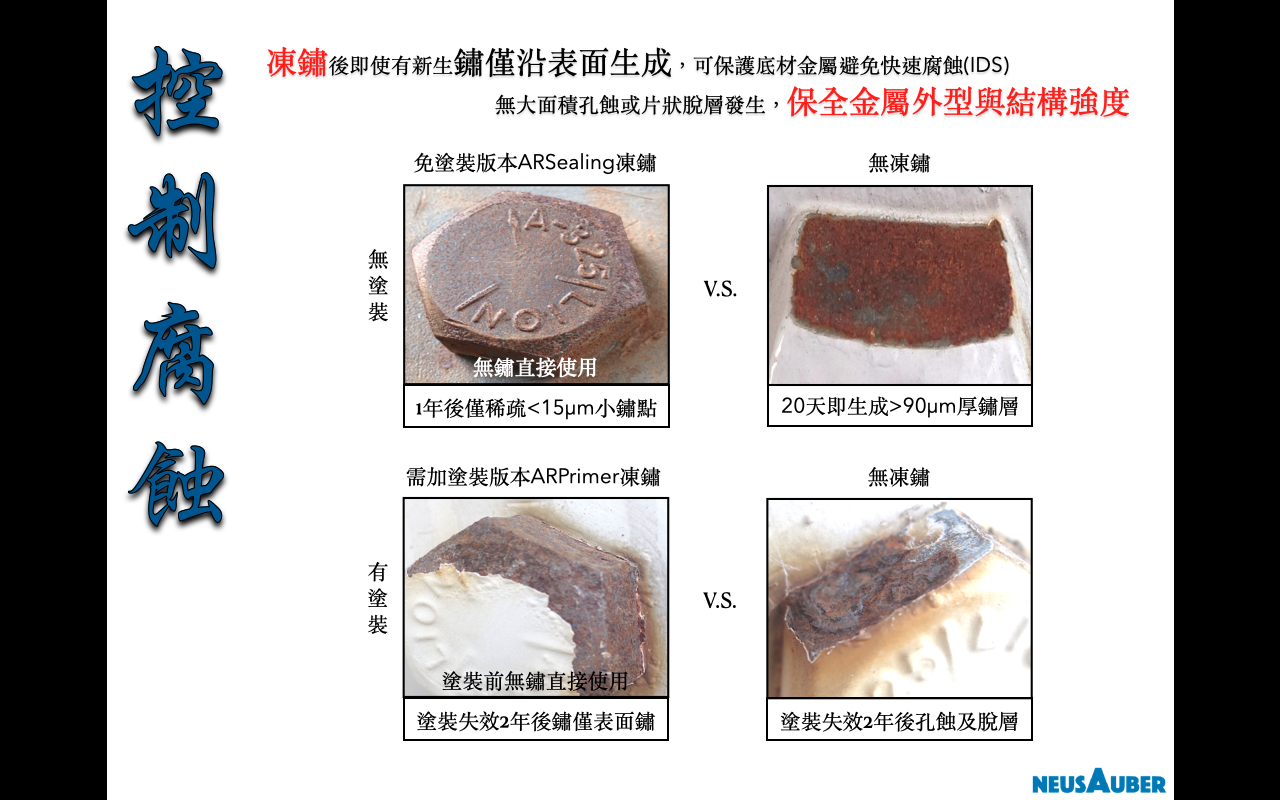 控
制
腐
蝕
凍鏽後即使有新生鏽僅沿表面生成，可保護底材金屬避免快速腐蝕(IDS)
無大面積孔蝕或片狀脫層發生，保全金屬外型與結構強度
免塗裝版本ARSealing凍鏽
無凍鏽
無
塗
裝
A-325
LION
無鏽直接使用
V.S.
1年後僅稀疏<15µm小鏽點
20天即生成>90µm厚鏽層
需加塗裝版本ARPrimer凍鏽
無凍鏽
有
塗
裝
LION
塗裝前無鏽直接使用
V.S.
塗裝失效2年後鏽僅表面鏽
塗裝失效2年後孔蝕及脫層
NEUSAUBER